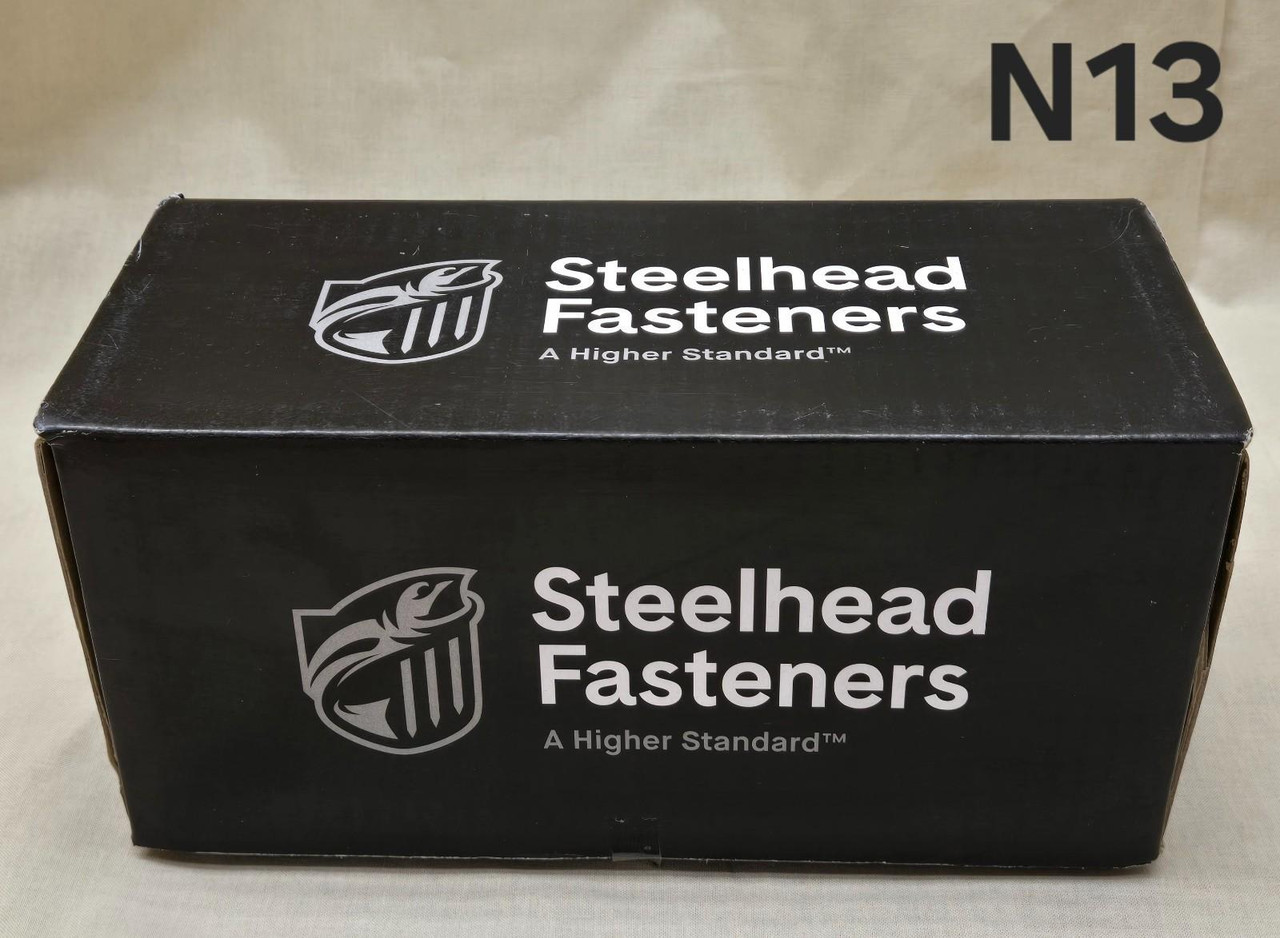 N13
Steelhead
Fasteners
A Higher Standard™
Steelhead
Fasteners
A Higher Standard™